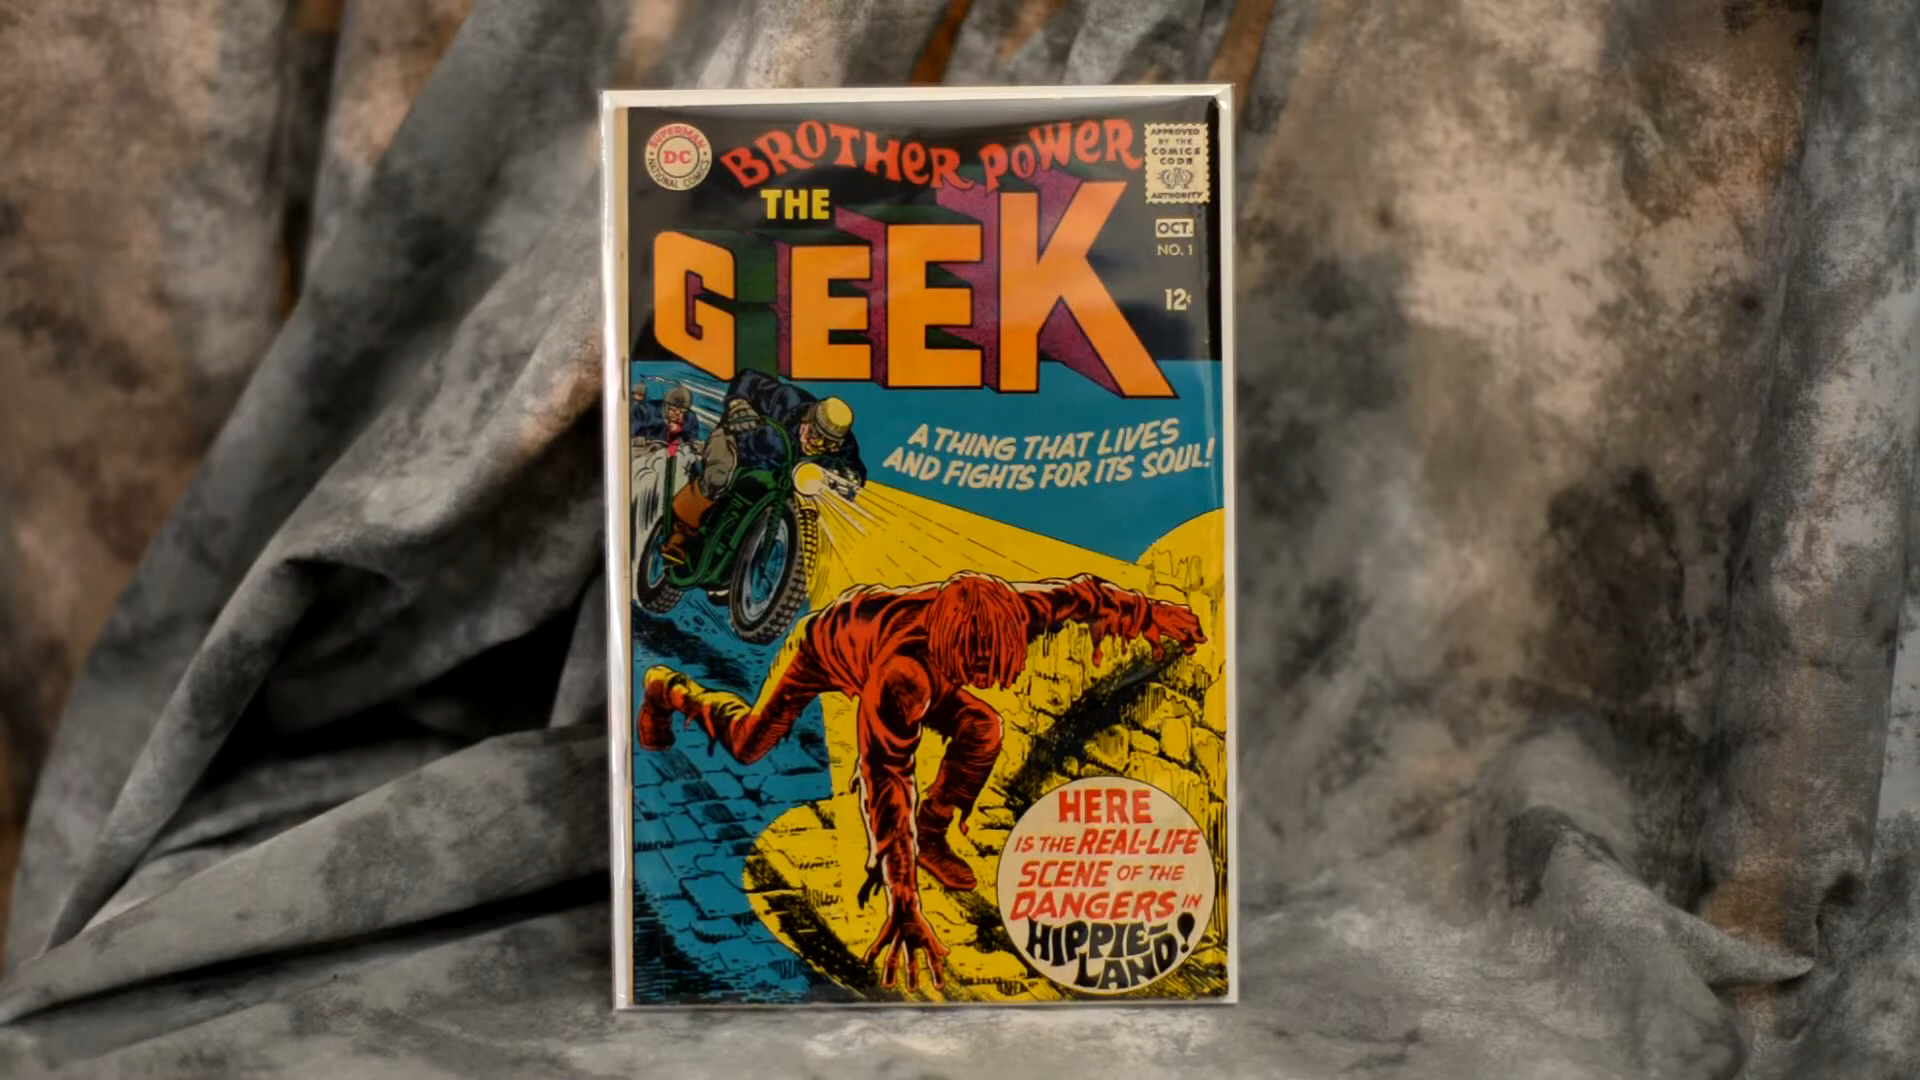 SUPERMAN
DC
NATIONAL COMICS
BROTHER POWER
THE
GEEK
APPROVED
BY THE
COMICS
CODE
CA
AUTHORITY
OCT.
NO. 1
12¢
A THING THAT LIVES
AND FIGHTS FOR ITS SOUL!
HERE
IS THE REAL-LIFE
SCENE OF THE
DANGERS IN
HIPPIE-
LAND!